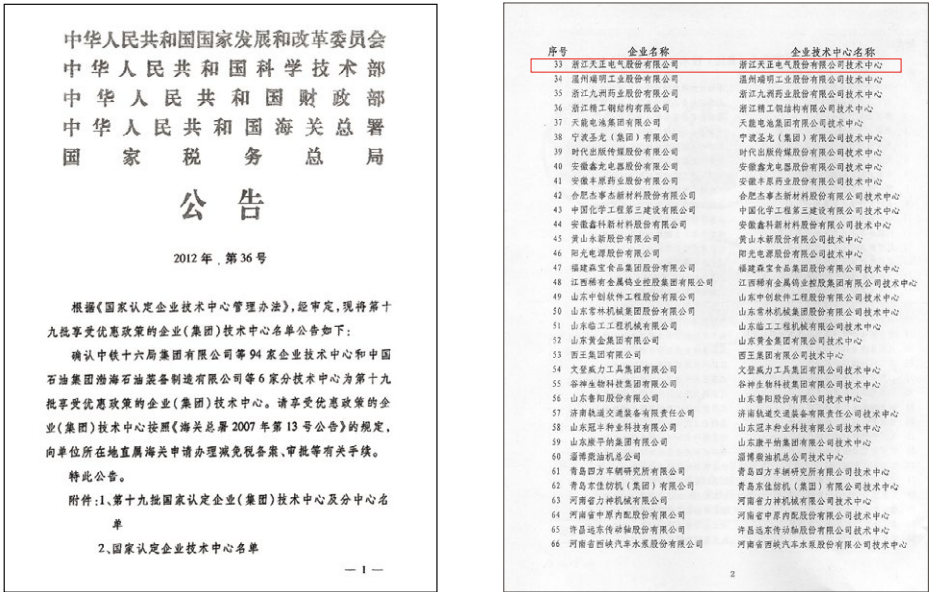 中华人民共和国国家发展和改革委员会
中华人民共和国科学技术部
中华人民共和国财政部
中华人民共和国海关总署
国家税务总局
公告
2012年 第36号
根据《国家认定企业技术中心管理办法》,经审定,现将第十
九批享受优惠政策的企业(集团)技术中心名单公告如下:
确认中铁十六局集团有限公司等94家企业技术中心和中国
石油集团渤海石油装备制造有限公司等6家分技术中心为第十九
批享受优惠政策的企业(集团)技术中心。请享受优惠政策的企
业(集团)技术中心按照《海关总署2007年第13号公告》的规定,
向单位所在地直属海关申请办理减免税备案、审批等有关手续。
特此公告。
附件:1、第十九批国家认定企业(集团)技术中心及分中心名
单
2、国家认定企业技术中心名单
— 1 —
序号 企业名称 企业技术中心名称
33 浙江天正电气股份有限公司 浙江天正电气股份有限公司技术中心
34 温州瑞明工业股份有限公司 温州瑞明工业股份有限公司技术中心
35 浙江九洲药业股份有限公司 浙江九洲药业股份有限公司技术中心
36 浙江精工钢结构有限公司 浙江精工钢结构有限公司技术中心
37 天能电池集团有限公司 天能电池集团有限公司技术中心
38 宁波圣龙(集团)有限公司 宁波圣龙(集团)有限公司技术中心
39 时代出版传媒股份有限公司 时代出版传媒股份有限公司技术中心
40 安徽鑫龙电器股份有限公司 安徽鑫龙电器股份有限公司技术中心
41 安徽丰原药业股份有限公司 安徽丰原药业股份有限公司技术中心
42 合肥杰事杰新材料股份有限公司 合肥杰事杰新材料股份有限公司技术中心
43 中国化学工程第三建设有限公司 中国化学工程第三建设有限公司技术中心
44 安徽鑫科新材料股份有限公司 安徽鑫科新材料股份有限公司技术中心
45 黄山永新股份有限公司 黄山永新股份有限公司技术中心
46 阳光电源股份有限公司 阳光电源股份有限公司技术中心
47 福建森宝食品集团股份有限公司 福建森宝食品集团股份有限公司技术中心
48 江西稀有金属钨业控股集团有限公司 江西稀有金属钨业控股集团有限公司技术中心
49 山东中创软件工程股份有限公司 山东中创软件工程股份有限公司技术中心
50 山东常林机械集团股份有限公司 山东常林机械集团股份有限公司技术中心
51 山东临工工程机械有限公司 山东临工工程机械有限公司技术中心
52 山东黄金集团有限公司 山东黄金集团有限公司技术中心
53 西王集团有限公司 西王集团有限公司技术中心
54 文登威力工具集团有限公司 文登威力工具集团有限公司技术中心
55 谷神生物科技集团有限公司 谷神生物科技集团有限公司技术中心
56 山东鲁阳股份有限公司 山东鲁阳股份有限公司技术中心
57 济南轨道交通装备有限责任公司 济南轨道交通装备有限责任公司技术中心
58 山东冠丰种业科技有限公司 山东冠丰种业科技有限公司技术中心
59 山东康平纳集团有限公司 山东康平纳集团有限公司技术中心
60 淄博柴油机总公司 淄博柴油机总公司技术中心
61 青岛四方车辆研究所有限公司 青岛四方车辆研究所有限公司技术中心
62 青岛东佳纺机(集团)有限公司 青岛东佳纺机(集团)有限公司技术中心
63 河南省力神机械有限公司 河南省力神机械有限公司技术中心
64 河南省中原内配股份有限公司 河南省中原内配股份有限公司技术中心
65 许昌远东传动轴股份有限公司 许昌远东传动轴股份有限公司技术中心
66 河南省西峡汽车水泵股份有限公司 河南省西峡汽车水泵股份有限公司技术中心
2